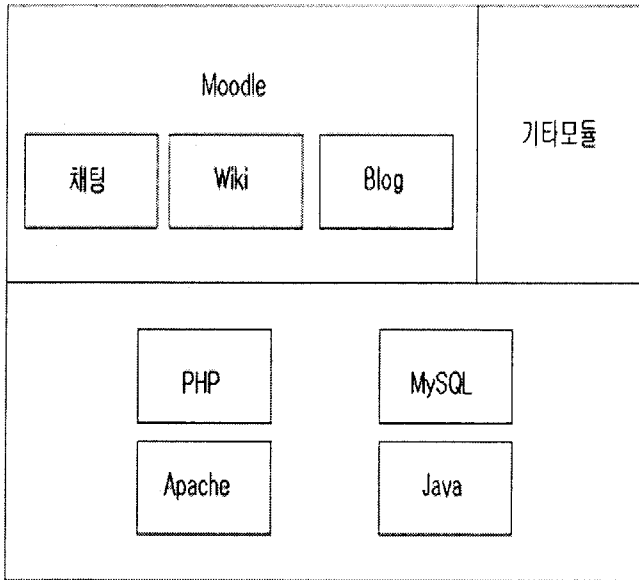 Moodle
기타모듈
채팅 Wiki Blog
PHP MySQL
Apache Java